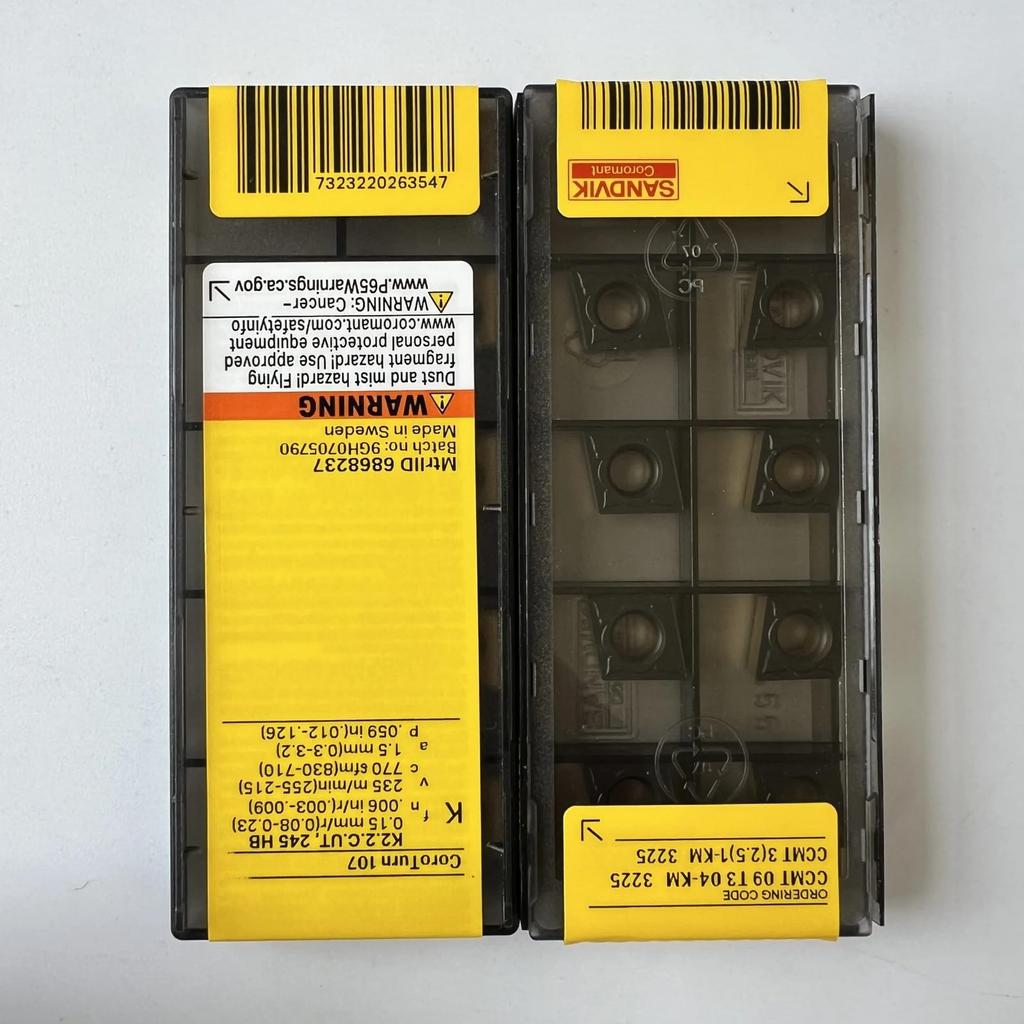 7323220263547
CoroTurn 107
K2.2.C.UT, 245 HB
K
f n 0.15 mm/r(0.08-0.23)
.006 in/r(.003-.009)
v c 235 m/min(255-215)
770 sfm(830-710)
a p 1.5 mm(0.3-3.2)
.059 in(.012-.126)
MtrlID 6868237
Batch no: 9GH0705790
Made in Sweden
WARNING
Dust and mist hazard! Flying
fragment hazard! Use approved
personal protective equipment
www.coromant.com/safetyinfo
WARNING: Cancer-
www.P65Warnings.ca.gov
ORDERING CODE
CCMT 09 T3 04-KM 3225
CCMT 3(2.5)1-KM 3225
SANDVIK
Coromant
07
PC